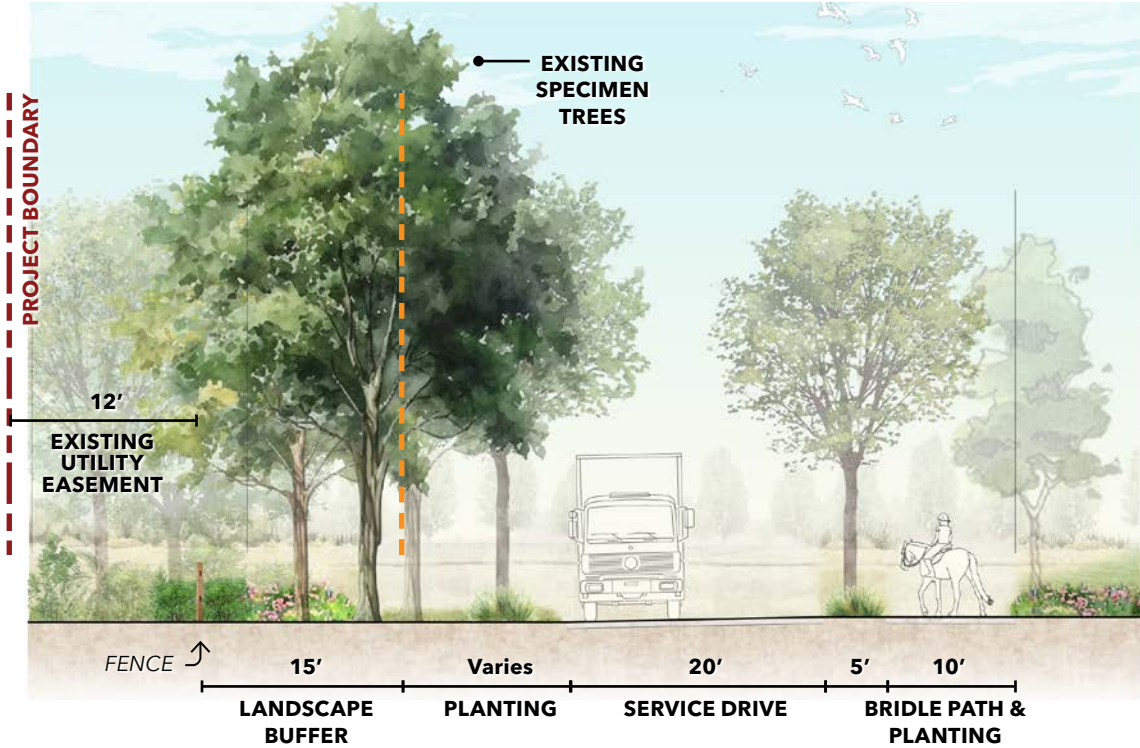 EXISTING
SPECIMEN
TREES
PROJECT BOUNDARY
12’
EXISTING
UTILITY
EASEMENT
FENCE
15’
Varies
20’
5’
10’
LANDSCAPE
BUFFER
PLANTING
SERVICE DRIVE
BRIDLE PATH &
PLANTING